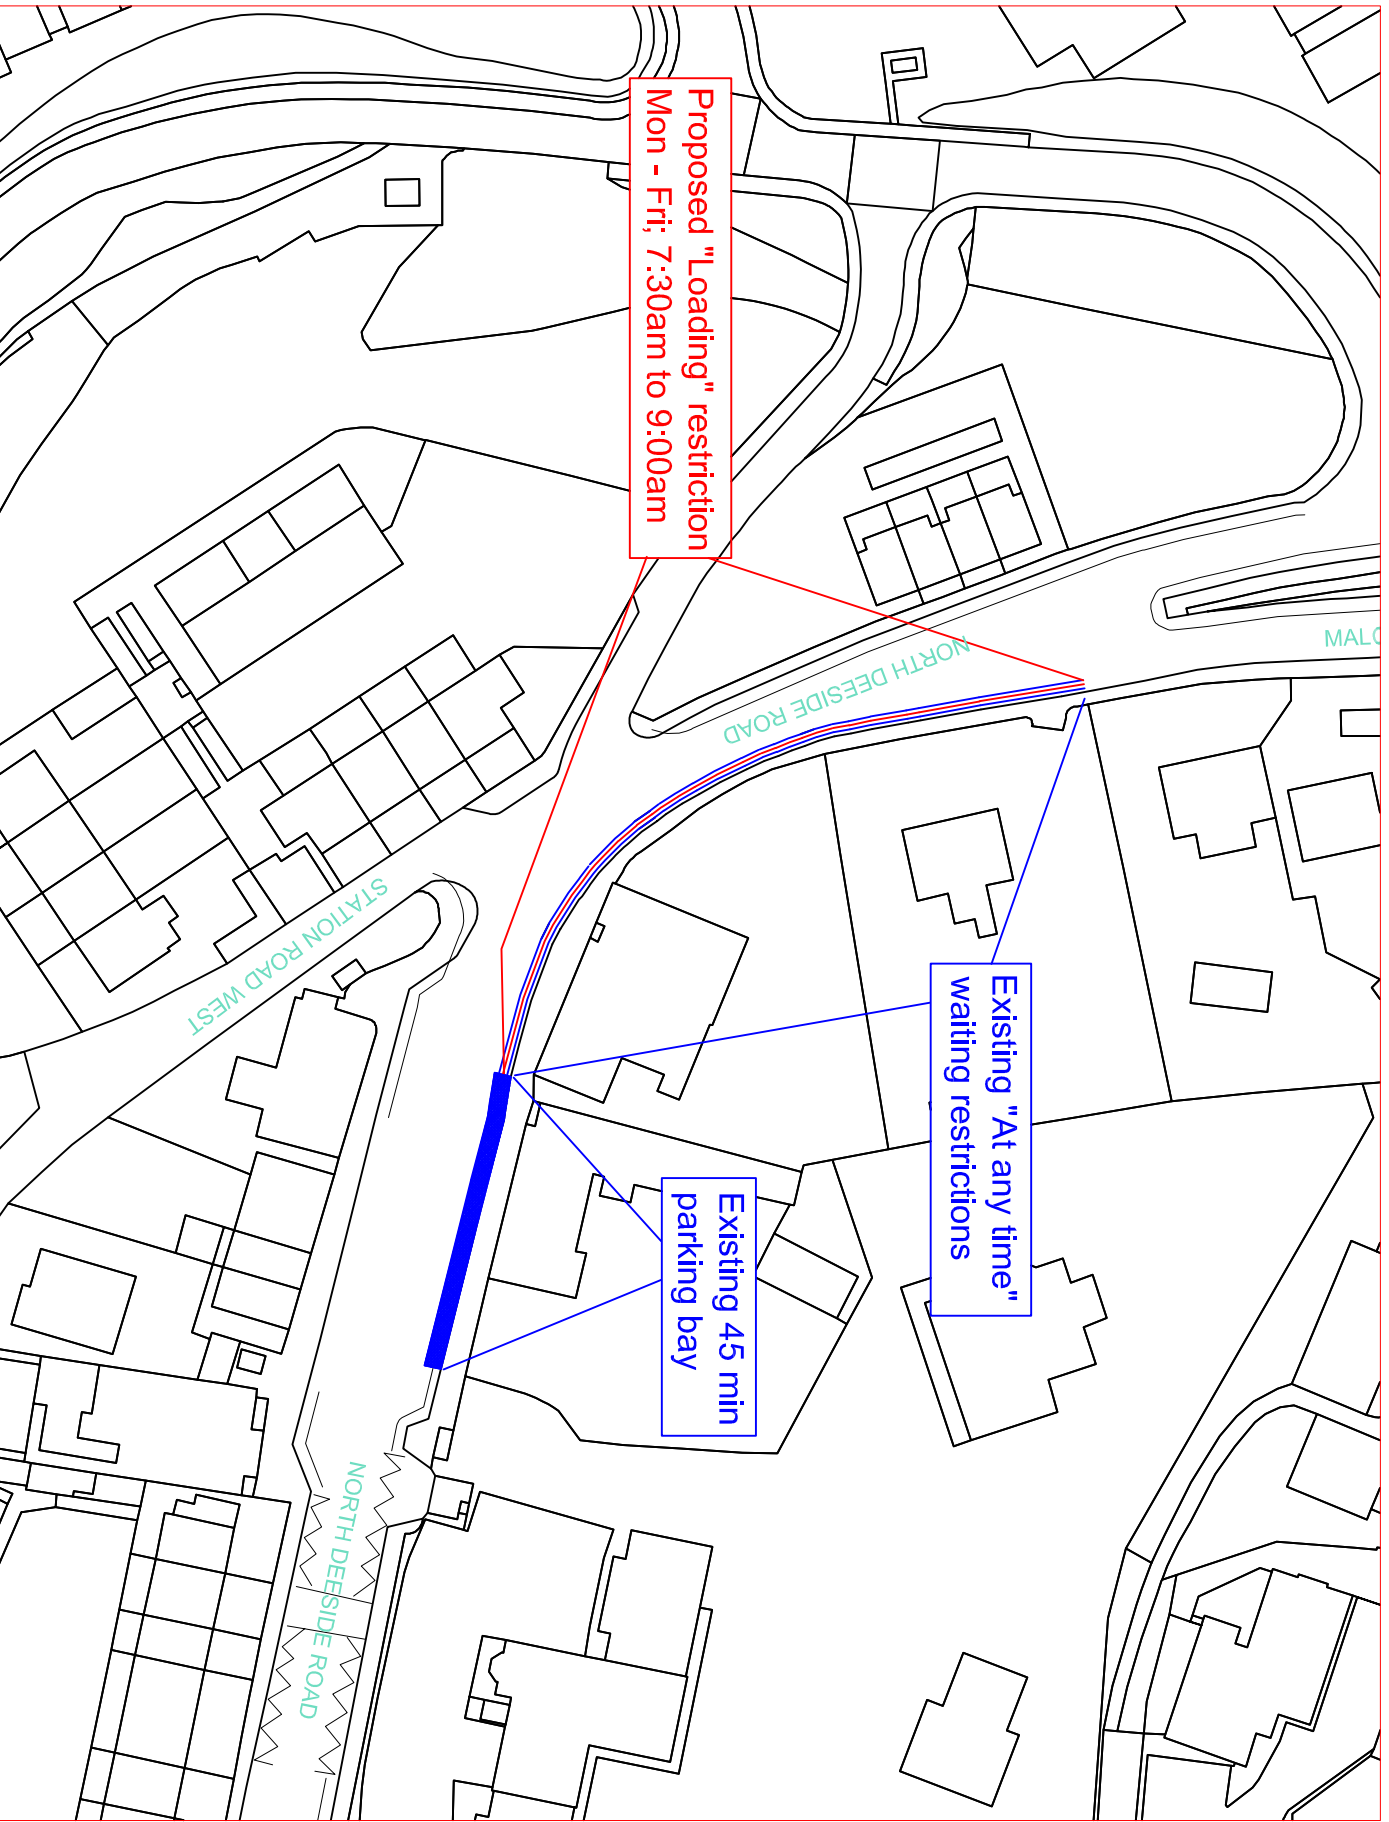 Proposed "Loading" restriction
Mon - Fri; 7:30am to 9:00am
Existing "At any time"
waiting restrictions
Existing 45 min
parking bay
NORTH DEESIDE ROAD
MALC
STATION ROAD WEST
NORTH DEESIDE ROAD